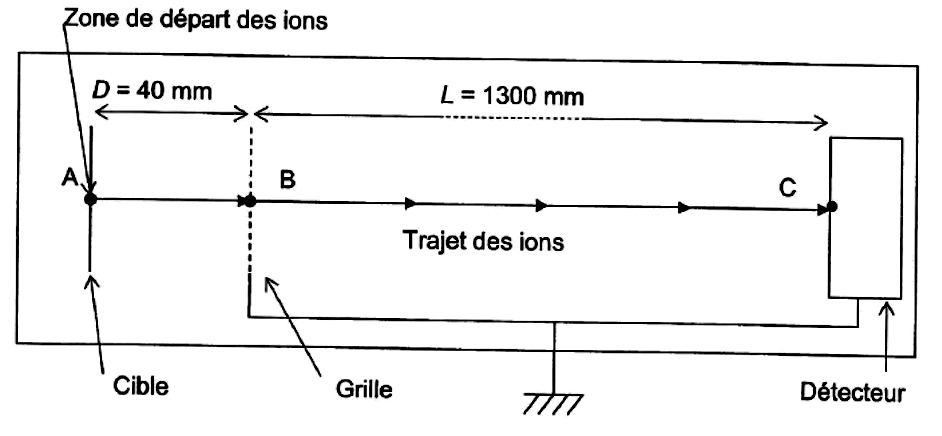 Zone de départ des ions
D = 40 mm
L = 1300 mm
A
B
C
Trajet des ions
Cible
Grille
Détecteur